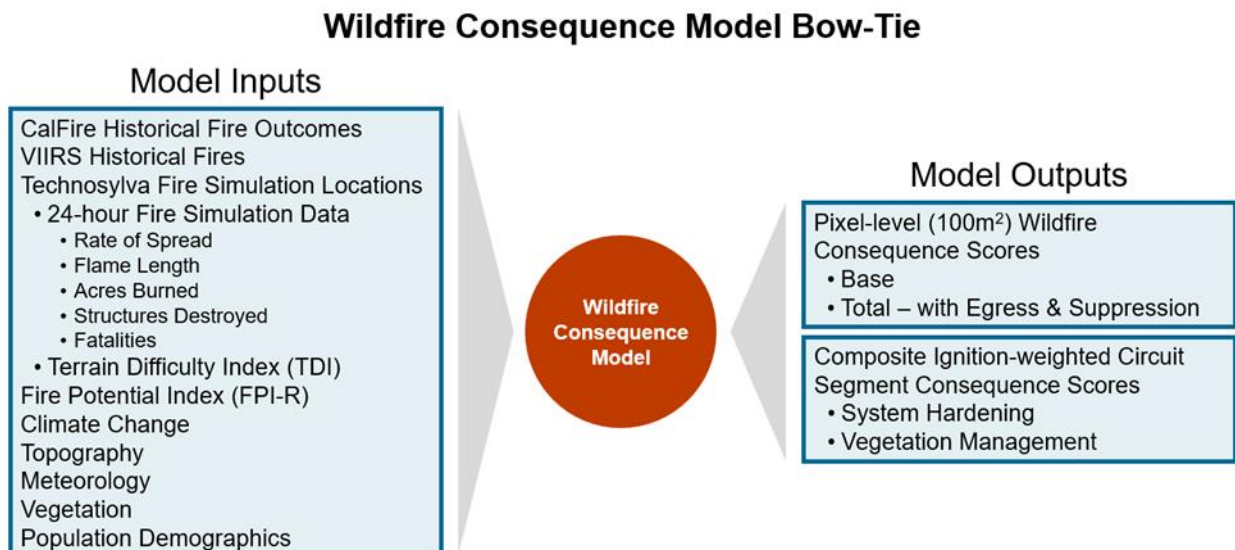 Wildfire Consequence Model Bow-Tie
Model Inputs
CalFire Historical Fire Outcomes
VIIRS Historical Fires
Technosylva Fire Simulation Locations
• 24-hour Fire Simulation Data
• Rate of Spread
• Flame Length
• Acres Burned
• Structures Destroyed
• Fatalities
• Terrain Difficulty Index (TDI)
Fire Potential Index (FPI-R)
Climate Change
Topography
Meteorology
Vegetation
Population Demographics
Wildfire
Consequence
Model
Model Outputs
Pixel-level (100m²) Wildfire
Consequence Scores
• Base
• Total – with Egress & Suppression
Composite Ignition-weighted Circuit
Segment Consequence Scores
• System Hardening
• Vegetation Management